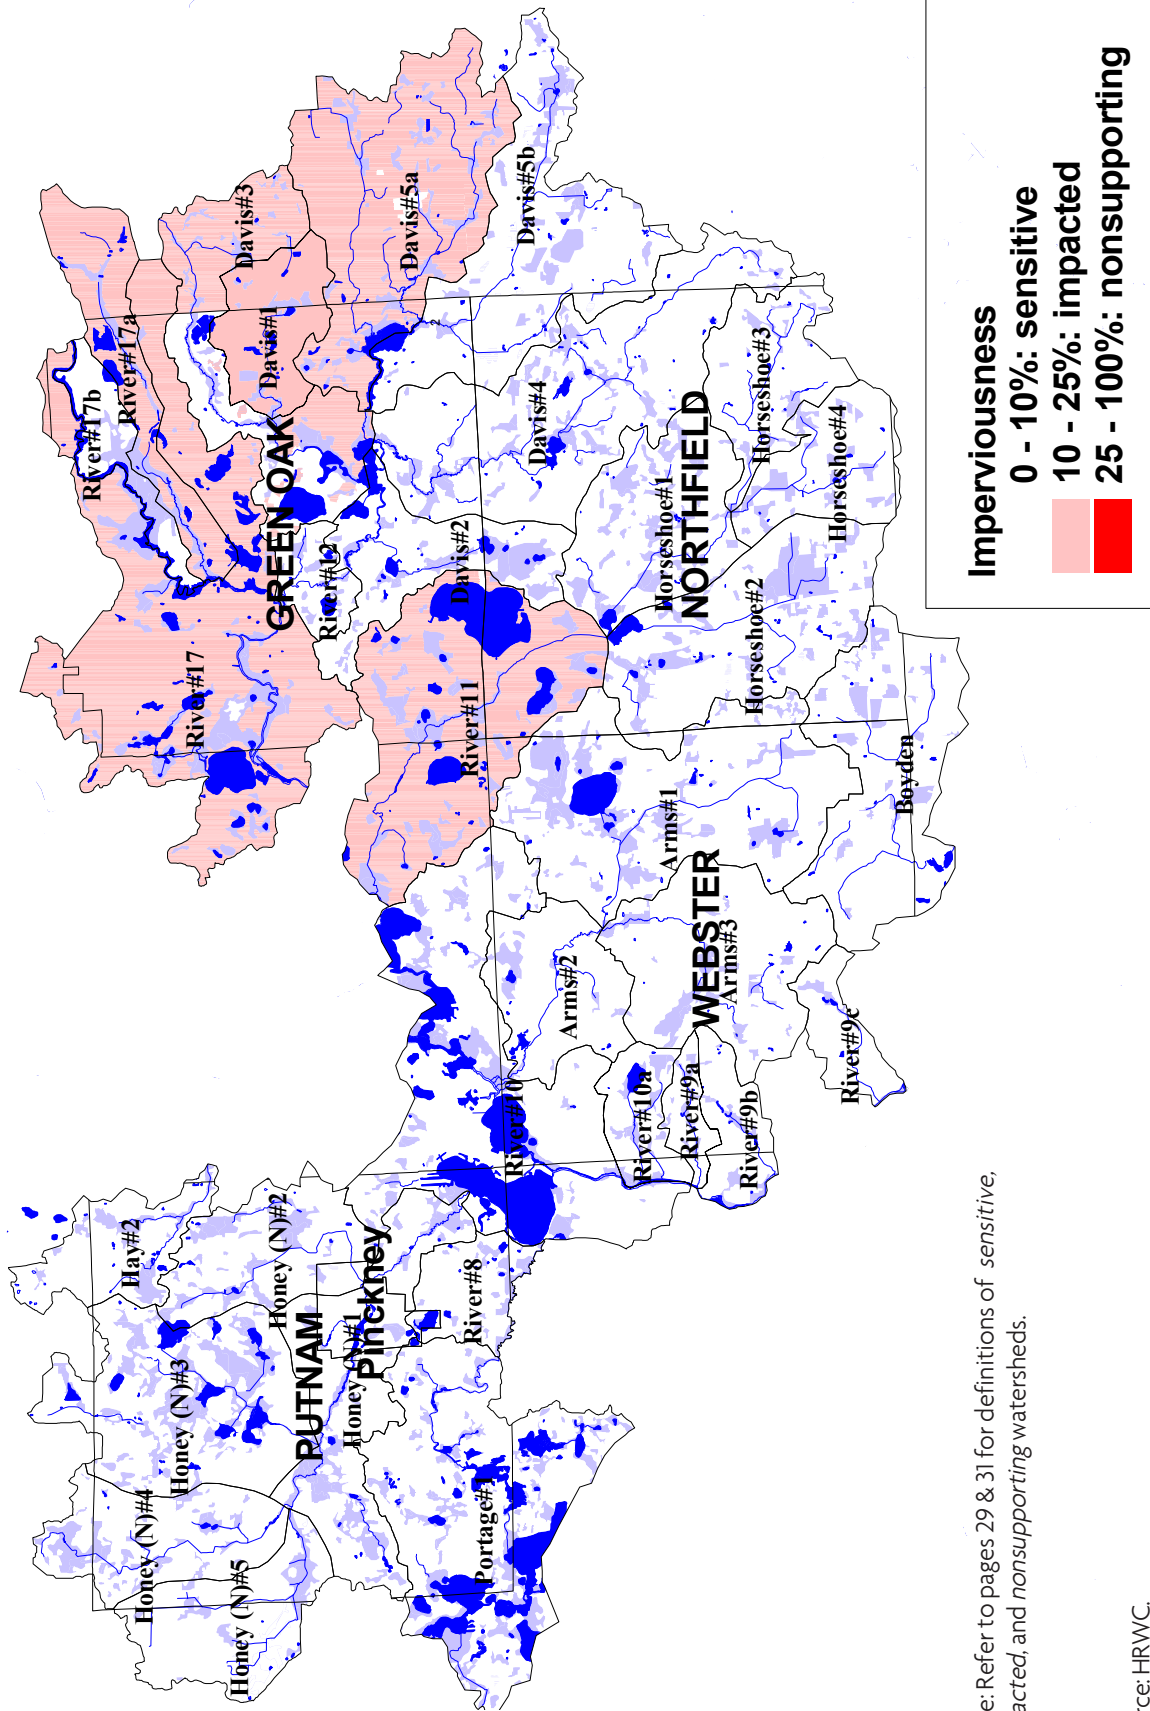 Honey (N)#5
Honey (N)#4
Honey (N)#3
Hay#2
Honey (N)#2
PUTNAM
Honey (N)#1
Pinckney
River#8
Portage#1
River#10
River#10a
River#9a
River#9b
River#9c
Arms#2
WEBSTER
Arms#3
Arms#1
Boyden
River#11
River#17
River#12
GREEN OAK
River#17b
River#17a
Davis#1
Davis#3
Davis#5a
Davis#5b
Davis#2
Davis#4
Horseshoe#1
NORTHFIELD
Horseshoe#2
Horseshoe#3
Horseshoe#4
Imperviousness
0 - 10%: sensitive
10 - 25%: impacted
25 - 100%: nonsupporting
e: Refer to pages 29 & 31 for definitions of sensitive,
acted, and nonsupporting watersheds.
rce: HRWC.